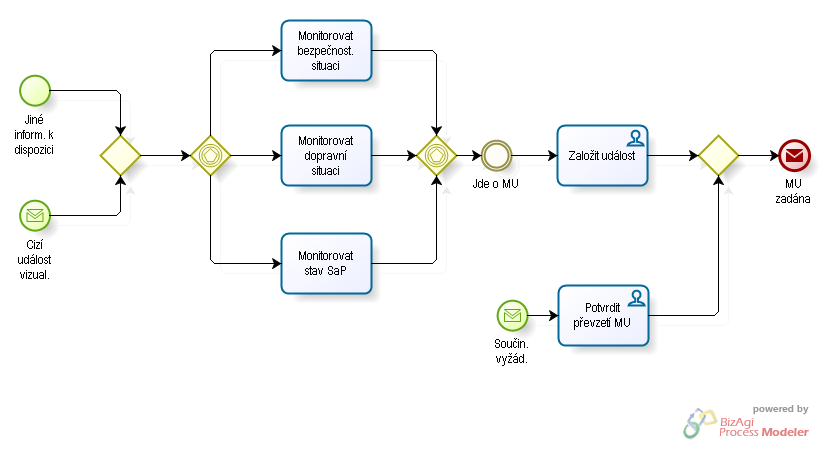 Jiné
inform. k
dispozici
Cizí
událost
vizual.
Monitorovat
bezpečnost.
situaci
Monitorovat
dopravní
situaci
Monitorovat
stav SaP
Jde o MU
Založit událost
MU
zadána
Součin.
vyžád.
Potvrdit
převzetí MU
powered by
BizAgi
Process Modeler